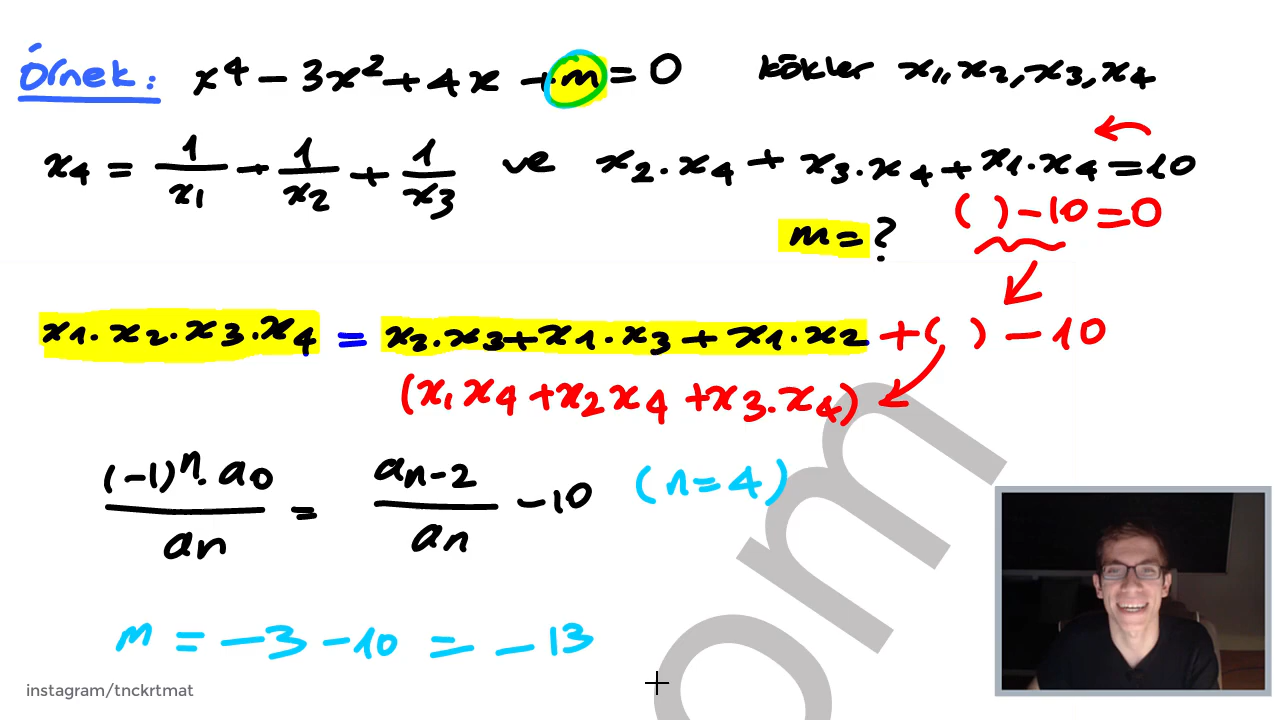 Örnek: x⁴ - 3x² + 4x + m = 0 kökler x₁, x₂, x₃, x₄
x₄ = 1/x₁ + 1/x₂ + 1/x₃ ve x₂.x₄ + x₃.x₄ + x₁.x₄ = 10
( ) - 10 = 0
m = ?
x₁.x₂.x₃.x₄ = x₂.x₃ + x₁.x₃ + x₁.x₂ + ( ) - 10
(x₁x₄ + x₂x₄ + x₃.x₄)
(-1)ⁿ.a₀/aₙ = aₙ₋₂/aₙ - 10 (n = 4)
m = -3 - 10 = -13
instagram/tnckrtmat
om